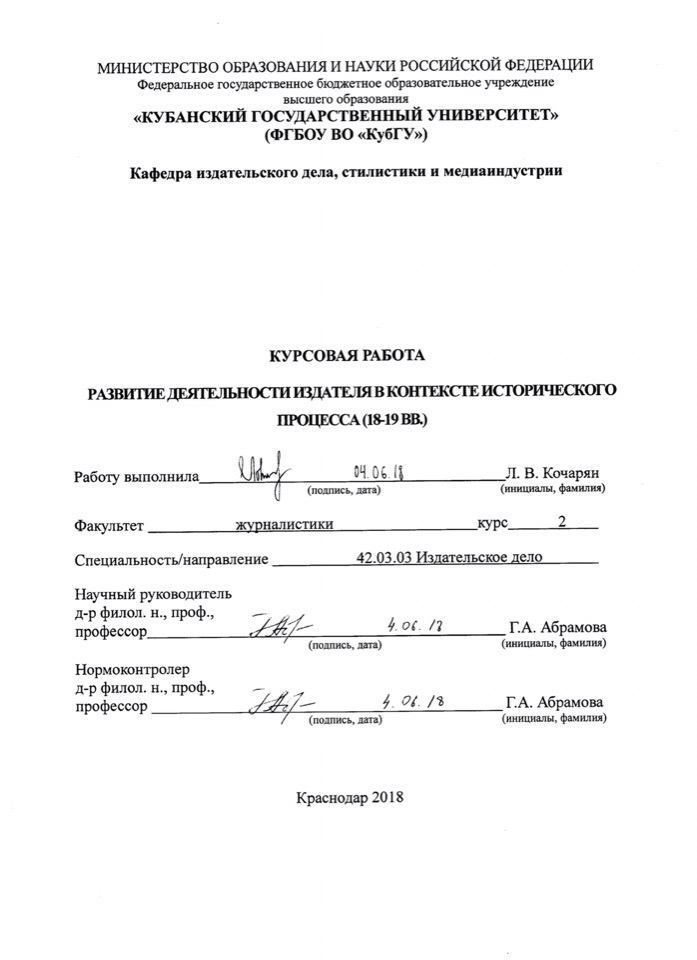 МИНИСТЕРСТВО ОБРАЗОВАНИЯ И НАУКИ РОССИЙСКОЙ ФЕДЕРАЦИИ
Федеральное государственное бюджетное образовательное учреждение
высшего образования
«КУБАНСКИЙ ГОСУДАРСТВЕННЫЙ УНИВЕРСИТЕТ»
(ФГБОУ ВО «КубГУ»)
Кафедра издательского дела, стилистики и медиаиндустрии
КУРСОВАЯ РАБОТА
РАЗВИТИЕ ДЕЯТЕЛЬНОСТИ ИЗДАТЕЛЯ В КОНТЕКСТЕ ИСТОРИЧЕСКОГО
ПРОЦЕССА (18-19 ВВ.)
Работу выполнила 04.06.18 Л. В. Кочарян
(подпись, дата) (инициалы, фамилия)
Факультет журналистики курс 2
Специальность/направление 42.03.03 Издательское дело
Научный руководитель
д-р филол. н., проф.,
профессор 4.06.18 Г.А. Абрамова
(подпись, дата) (инициалы, фамилия)
Нормоконтролер
д-р филол. н., проф.,
профессор 4.06.18 Г.А. Абрамова
(подпись, дата) (инициалы, фамилия)
Краснодар 2018